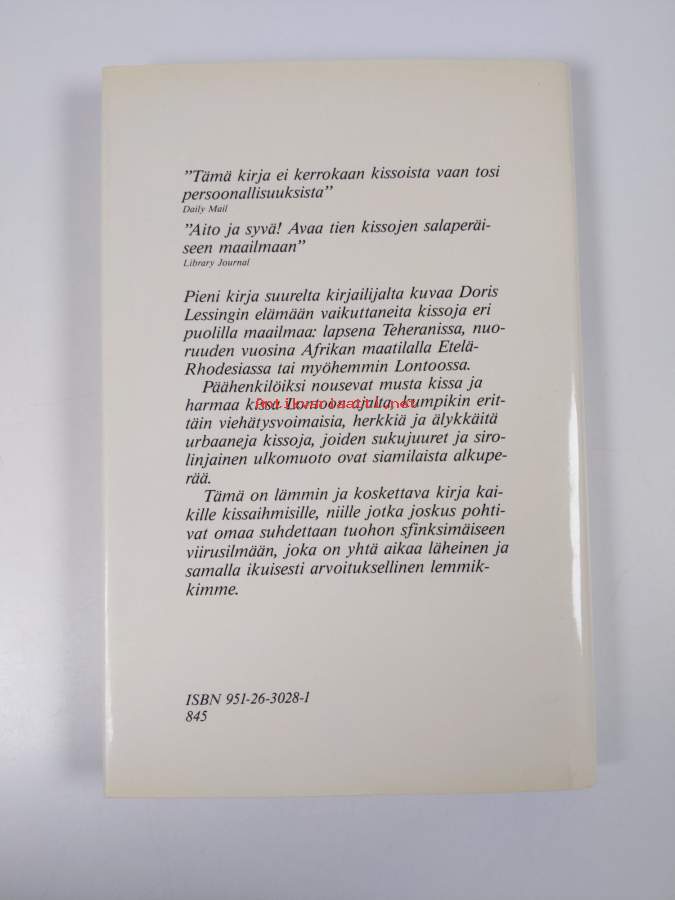 ”Tämä kirja ei kerrokaan kissoista vaan tosi
persoonallisuuksista”
Daily Mail
”Aito ja syvä! Avaa tien kissojen salaperäi-
seen maailmaan”
Library Journal
Pieni kirja suurelta kirjailijalta kuvaa Doris
Lessingin elämään vaikuttaneita kissoja eri
puolilla maailmaa: lapsena Teheranissa, nuo-
ruuden vuosina Afrikan maatilalla Etelä-
Rhodesiassa tai myöhemmin Lontoossa.
Päähenkilöiksi nousevat musta kissa ja
harmaa kissa Lontoon ajalta, kumpikin erit-
täin viehätysvoimaisia, herkkiä ja älykkäitä
urbaaneja kissoja, joiden sukujuuret ja siro-
linjainen ulkomuoto ovat siamilaista alkupe-
rää.
Tämä on lämmin ja koskettava kirja kai-
kille kissaihmisille, niille jotka joskus pohti-
vat omaa suhdettaan tuohon sfinksimäiseen
viirusilmään, joka on yhtä aikaa läheinen ja
samalla ikuisesti arvoituksellinen lemmik-
kimme.
ISBN 951-26-3028-1
845